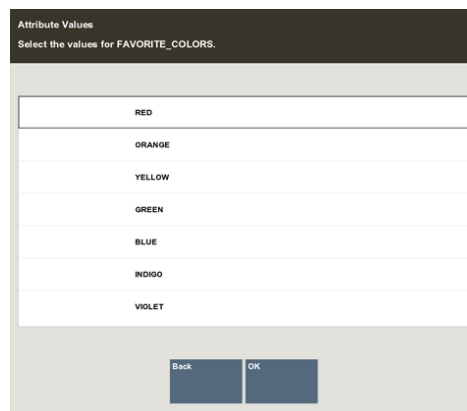 Attribute Values
Select the values for FAVORITE_COLORS.
RED
ORANGE
YELLOW
GREEN
BLUE
INDIGO
VIOLET
Back OK